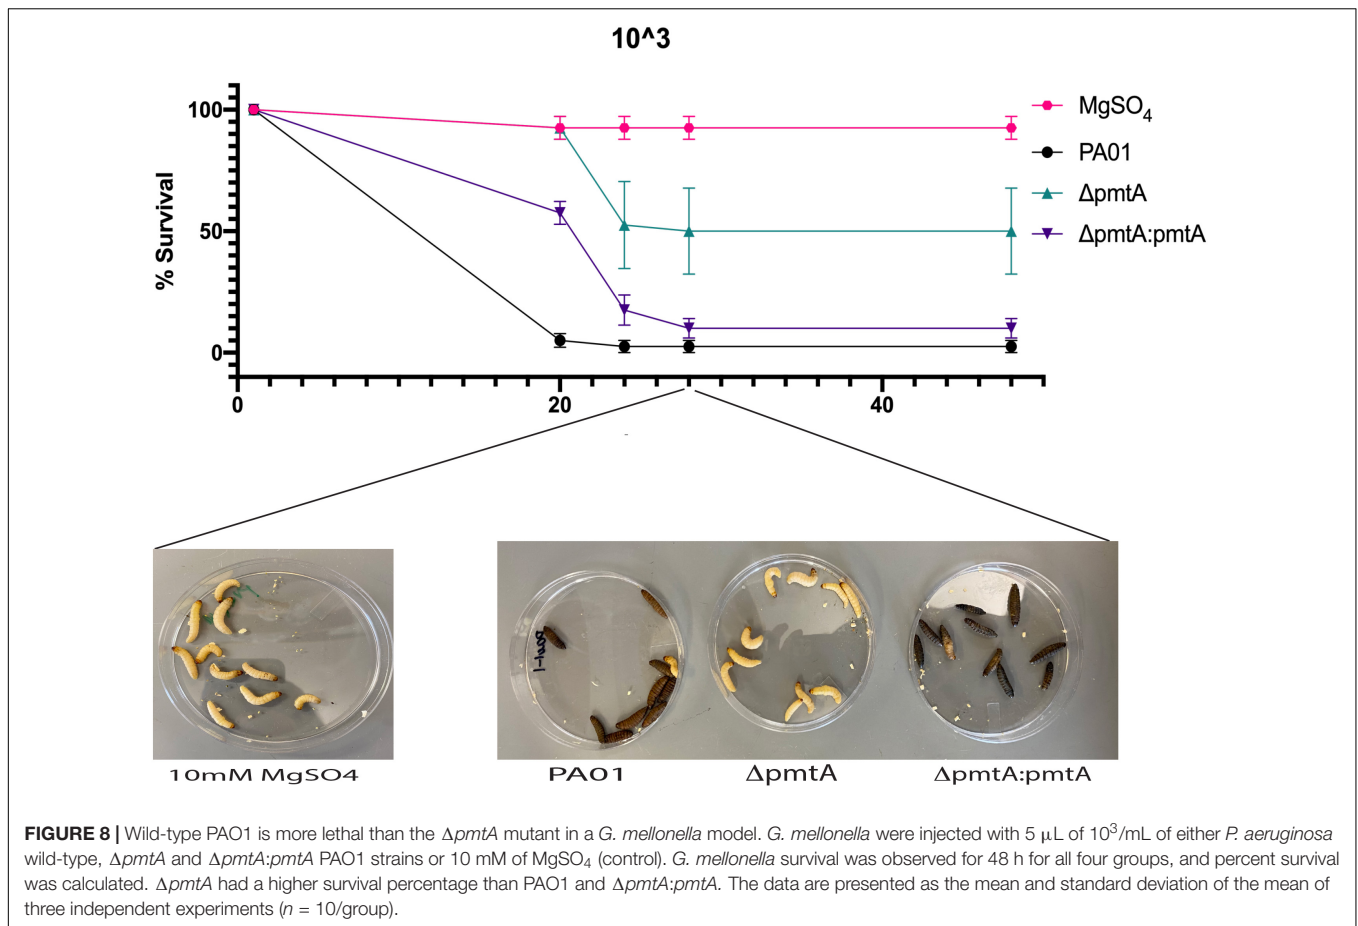 10^3
100
50
0
% Survival
0
20
40
MgSO₄
PA01
ΔpmtA
ΔpmtA:pmtA
10mM MgSO4
PA01
ΔpmtA
ΔpmtA:pmtA
FIGURE 8 | Wild-type PAO1 is more lethal than the ΔpmtA mutant in a G. mellonella model. G. mellonella were injected with 5 μL of 10³/mL of either P. aeruginosa
wild-type, ΔpmtA and ΔpmtA:pmtA PAO1 strains or 10 mM of MgSO₄ (control). G. mellonella survival was observed for 48 h for all four groups, and percent survival
was calculated. ΔpmtA had a higher survival percentage than PAO1 and ΔpmtA:pmtA. The data are presented as the mean and standard deviation of the mean of
three independent experiments (n = 10/group).